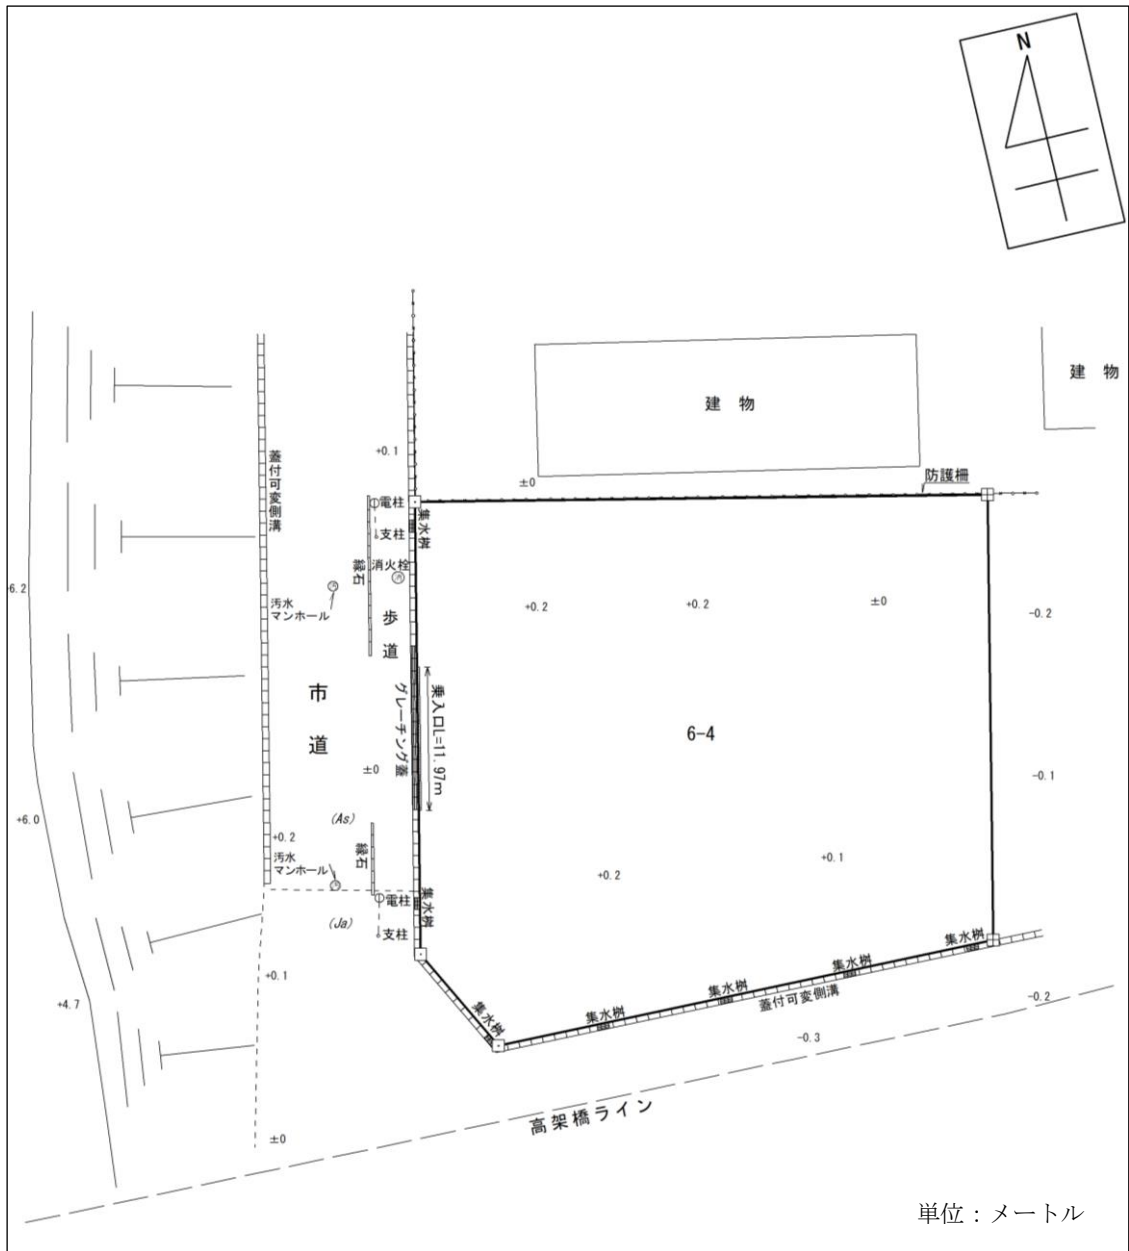 N
建 物
建 物
+0.1
蓋付可変側溝
±0
防護柵
電柱
集水桝
支柱
縁石
消火栓
6.2
汚水
マンホール
歩道
+0.2
+0.2
±0
-0.2
市道
グレーチング蓋
乗入口L=11.97m
6-4
±0
-0.1
+6.0
(As)
+0.2
縁石
汚水
マンホール
+0.2
+0.1
電柱
集水桝
(Ja)
支柱
+0.1
集水桝
集水桝
集水桝
集水桝
集水桝
蓋付可変側溝
+4.7
-0.2
-0.3
高架橋ライン
±0
単位：メートル